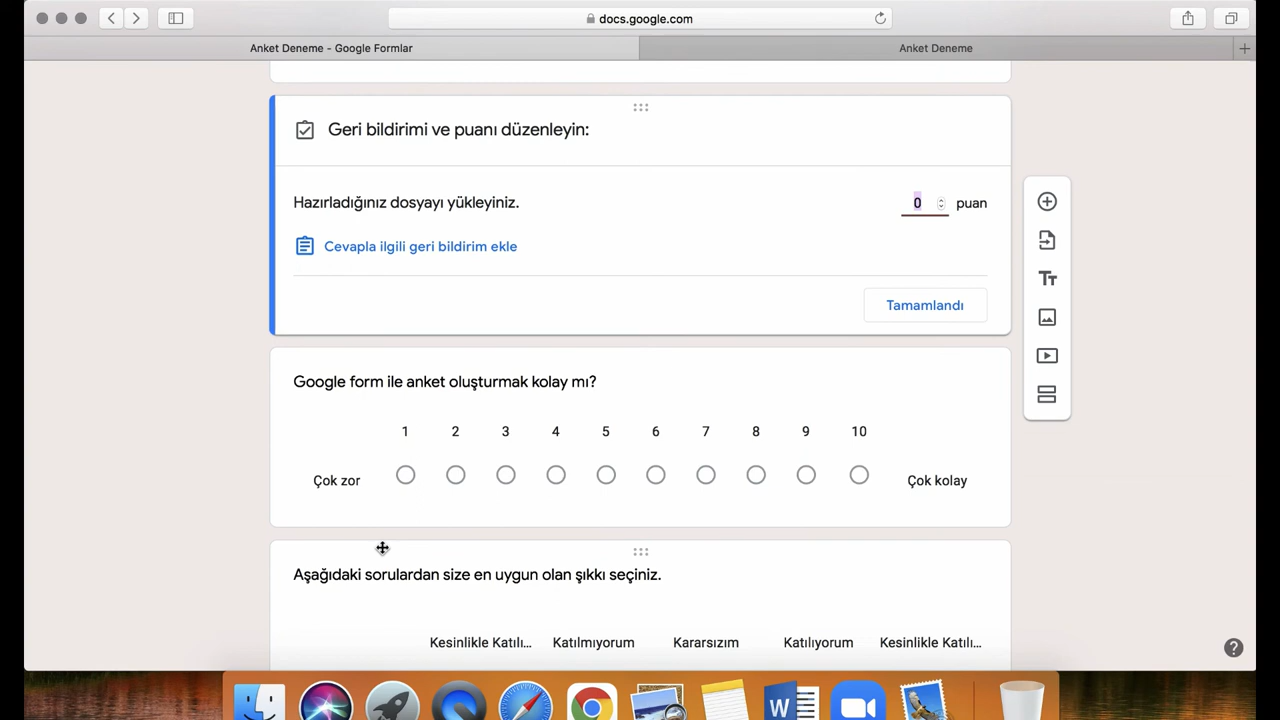 docs.google.com
Anket Deneme - Google Formlar
Anket Deneme
Geri bildirimi ve puanı düzenleyin:
Hazırladığınız dosyayı yükleyiniz.
0 puan
Cevapla ilgili geri bildirim ekle
Tamamlandı
Google form ile anket oluşturmak kolay mı?
1 2 3 4 5 6 7 8 9 10
Çok zor
Çok kolay
Aşağıdaki sorulardan size en uygun olan şıkkı seçiniz.
Kesinlikle Katılı... Katılmıyorum Kararsızım Katılıyorum Kesinlikle Katılı...